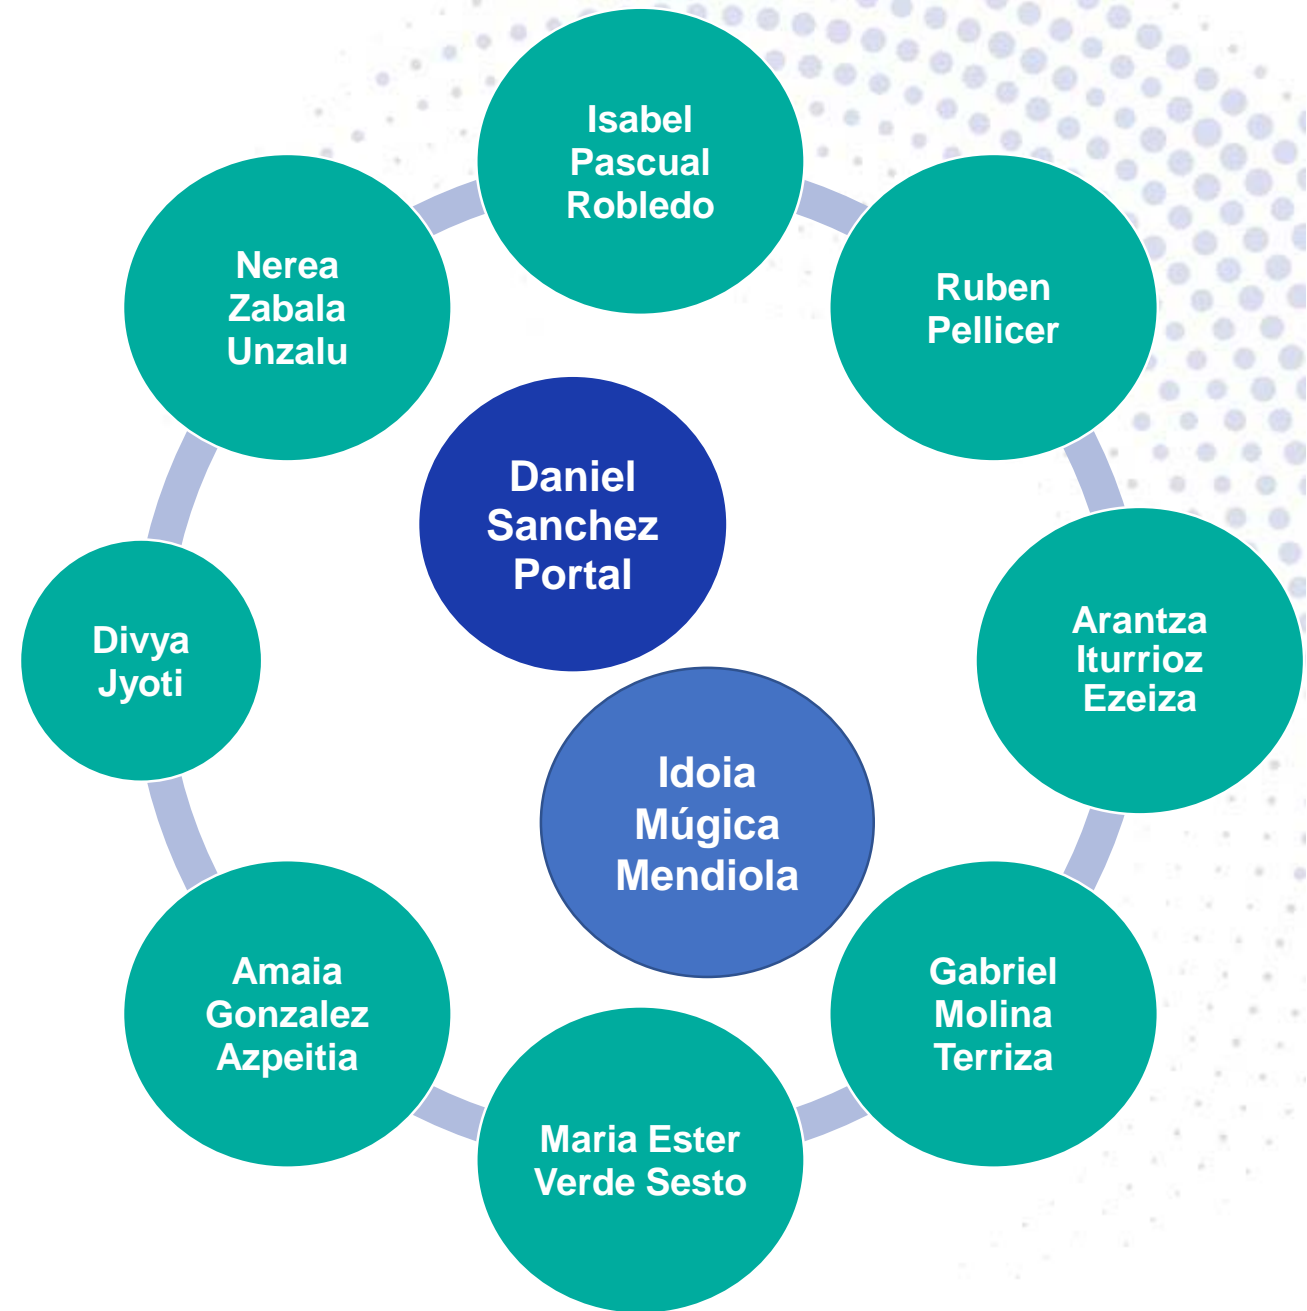 Isabel
Pascual
Robledo
Ruben
Pellicer
Arantza
Iturrioz
Ezeiza
Gabriel
Molina
Terriza
Maria Ester
Verde Sesto
Amaia
Gonzalez
Azpeitia
Divya
Jyoti
Nerea
Zabala
Unzalu
Daniel
Sanchez
Portal
Idoia
Múgica
Mendiola